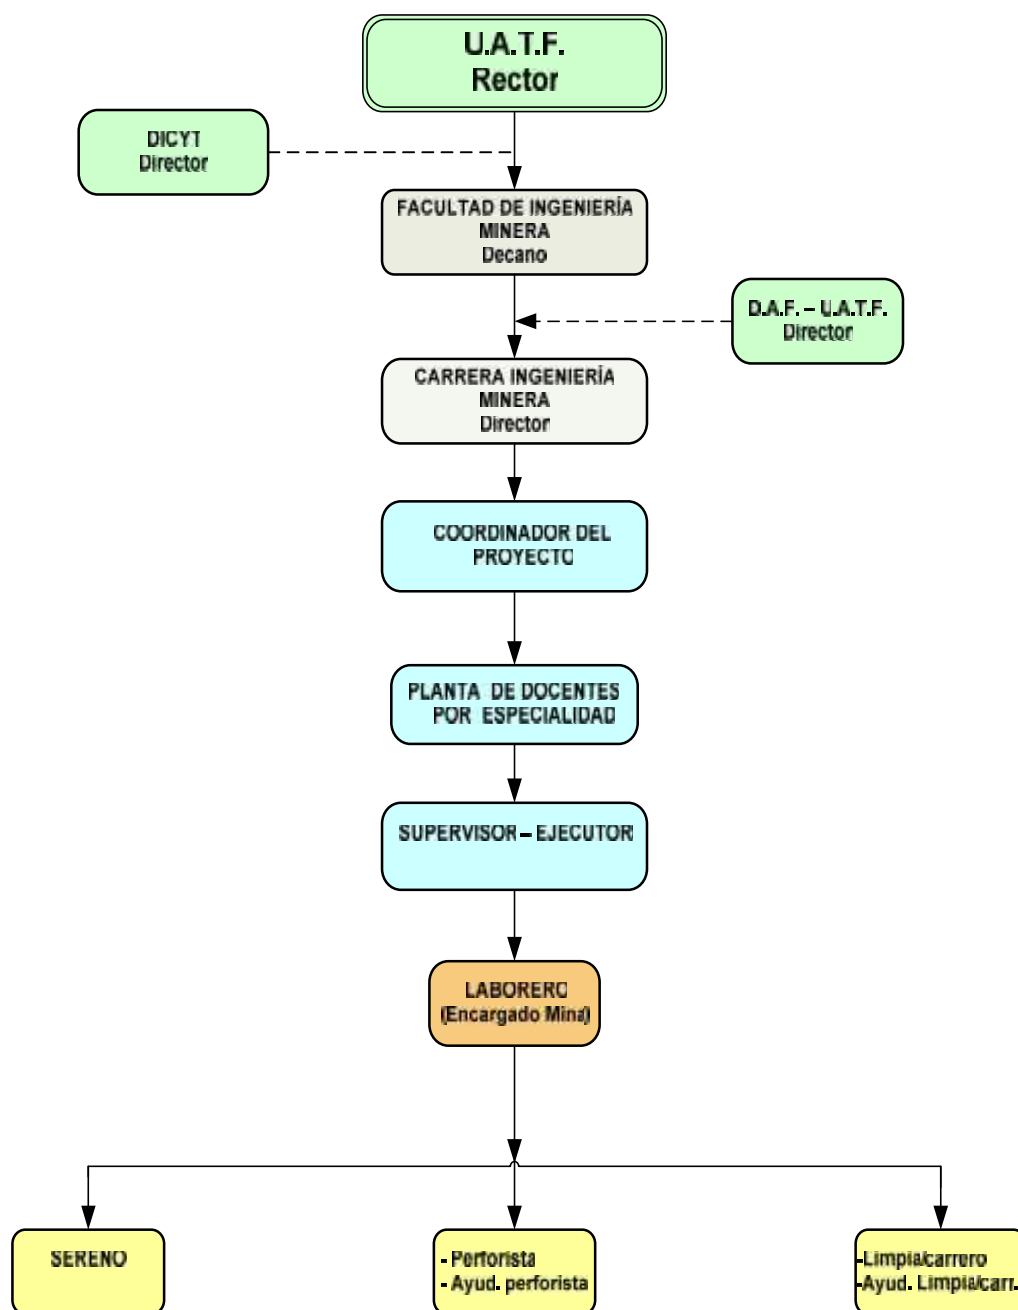 U.A.T.F.
Rector
DICYT
Director
FACULTAD DE INGENIERÍA
MINERA
Decano
D.A.F. – U.A.T.F.
Director
CARRERA INGENIERÍA
MINERA
Director
COORDINADOR DEL
PROYECTO
PLANTA DE DOCENTES
POR ESPECIALIDAD
SUPERVISOR – EJECUTOR
LABORERO
(Encargado Mina)
SERENO
- Perforista
- Ayud. perforista
-Limpia/carrero
-Ayud. Limpia/carr.